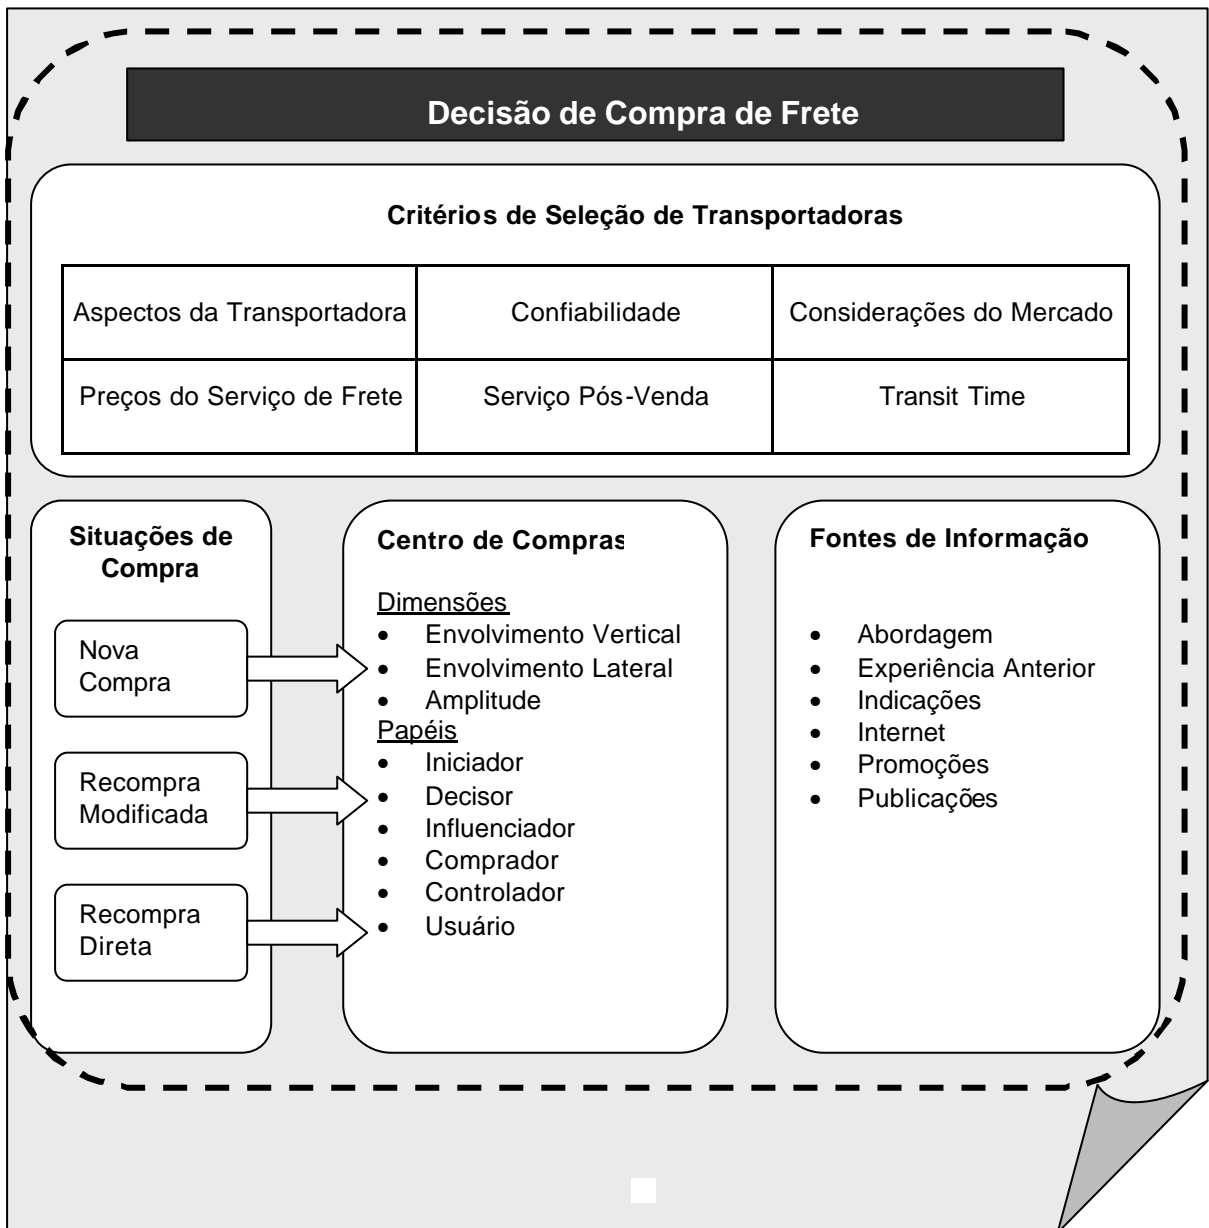 Decisão de Compra de Frete
Critérios de Seleção de Transportadoras
Aspectos da Transportadora
Confiabilidade
Considerações do Mercado
Preços do Serviço de Frete
Serviço Pós-Venda
Transit Time
Situações de
Compra
Nova
Compra
Recompra
Modificada
Recompra
Direta
Centro de Compras
Dimensões
• Envolvimento Vertical
• Envolvimento Lateral
• Amplitude
Papéis
• Iniciador
• Decisor
• Influenciador
• Comprador
• Controlador
• Usuário
Fontes de Informação
• Abordagem
• Experiência Anterior
• Indicações
• Internet
• Promoções
• Publicações